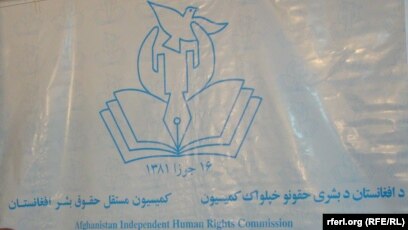 ۱۶ جوزا ۱۳۸۱
د افغانستان د بشری حقونو خپلواک کمیسیون    کمیسیون مستقل حقوق بشر افغانستان
Afghanistan Independent Human Rights Commission
rferl.org (RFE/RL)